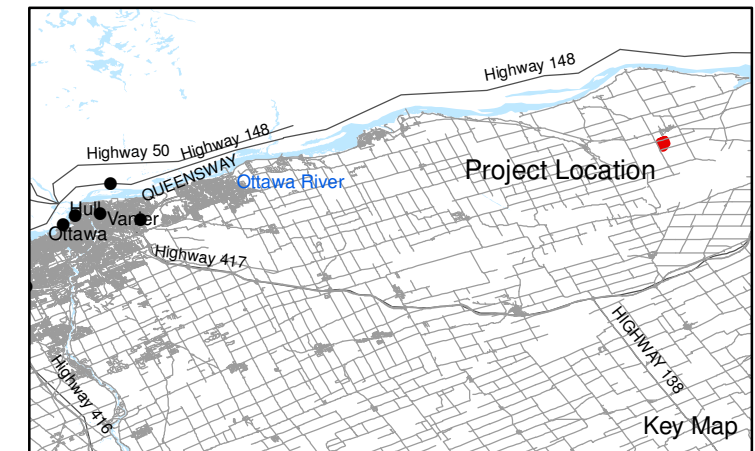 Highway 148
Highway 50
Highway 148
QUEENSWAY
Project Location
Ottawa River
Hull
Vanier
Ottawa
Highway 417
HIGHWAY 138
Highway 416
Key Map